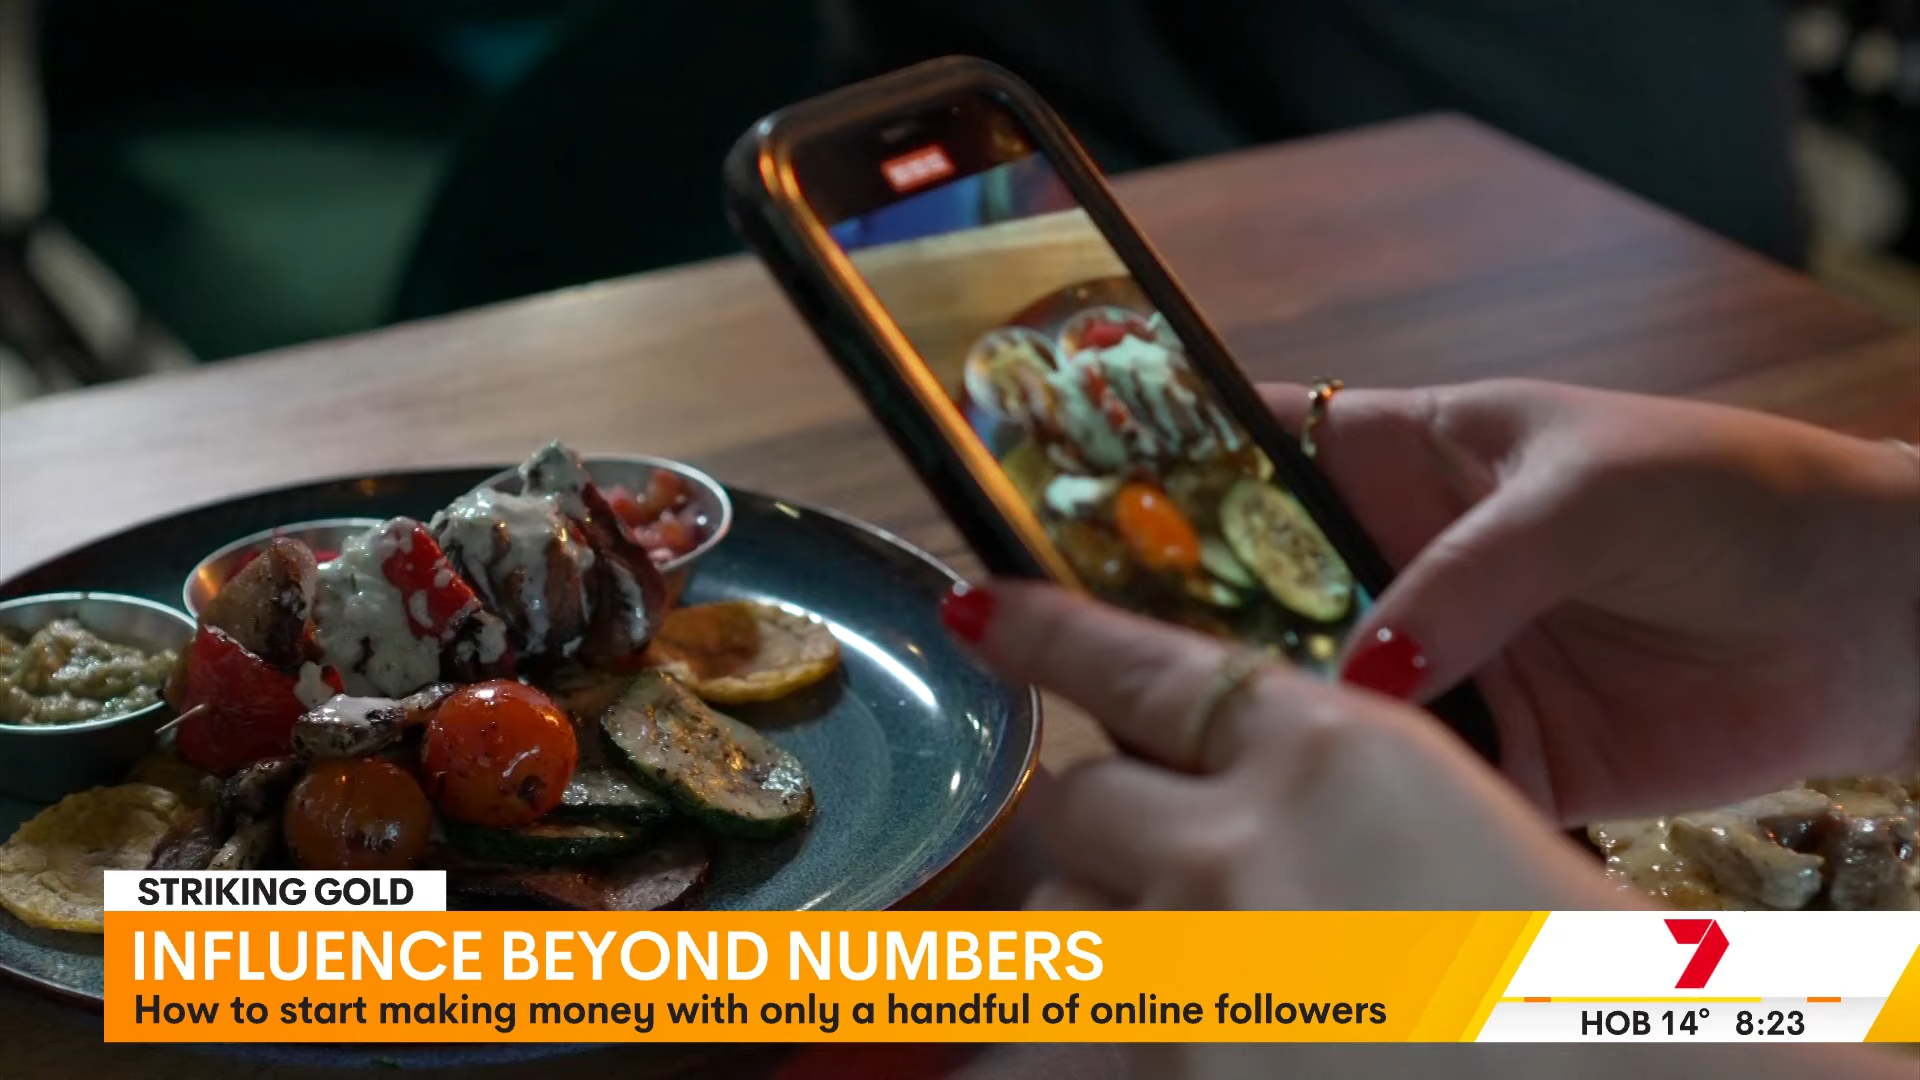 STRIKING GOLD
INFLUENCE BEYOND NUMBERS
How to start making money with only a handful of online followers
7
HOB 14° 8:23